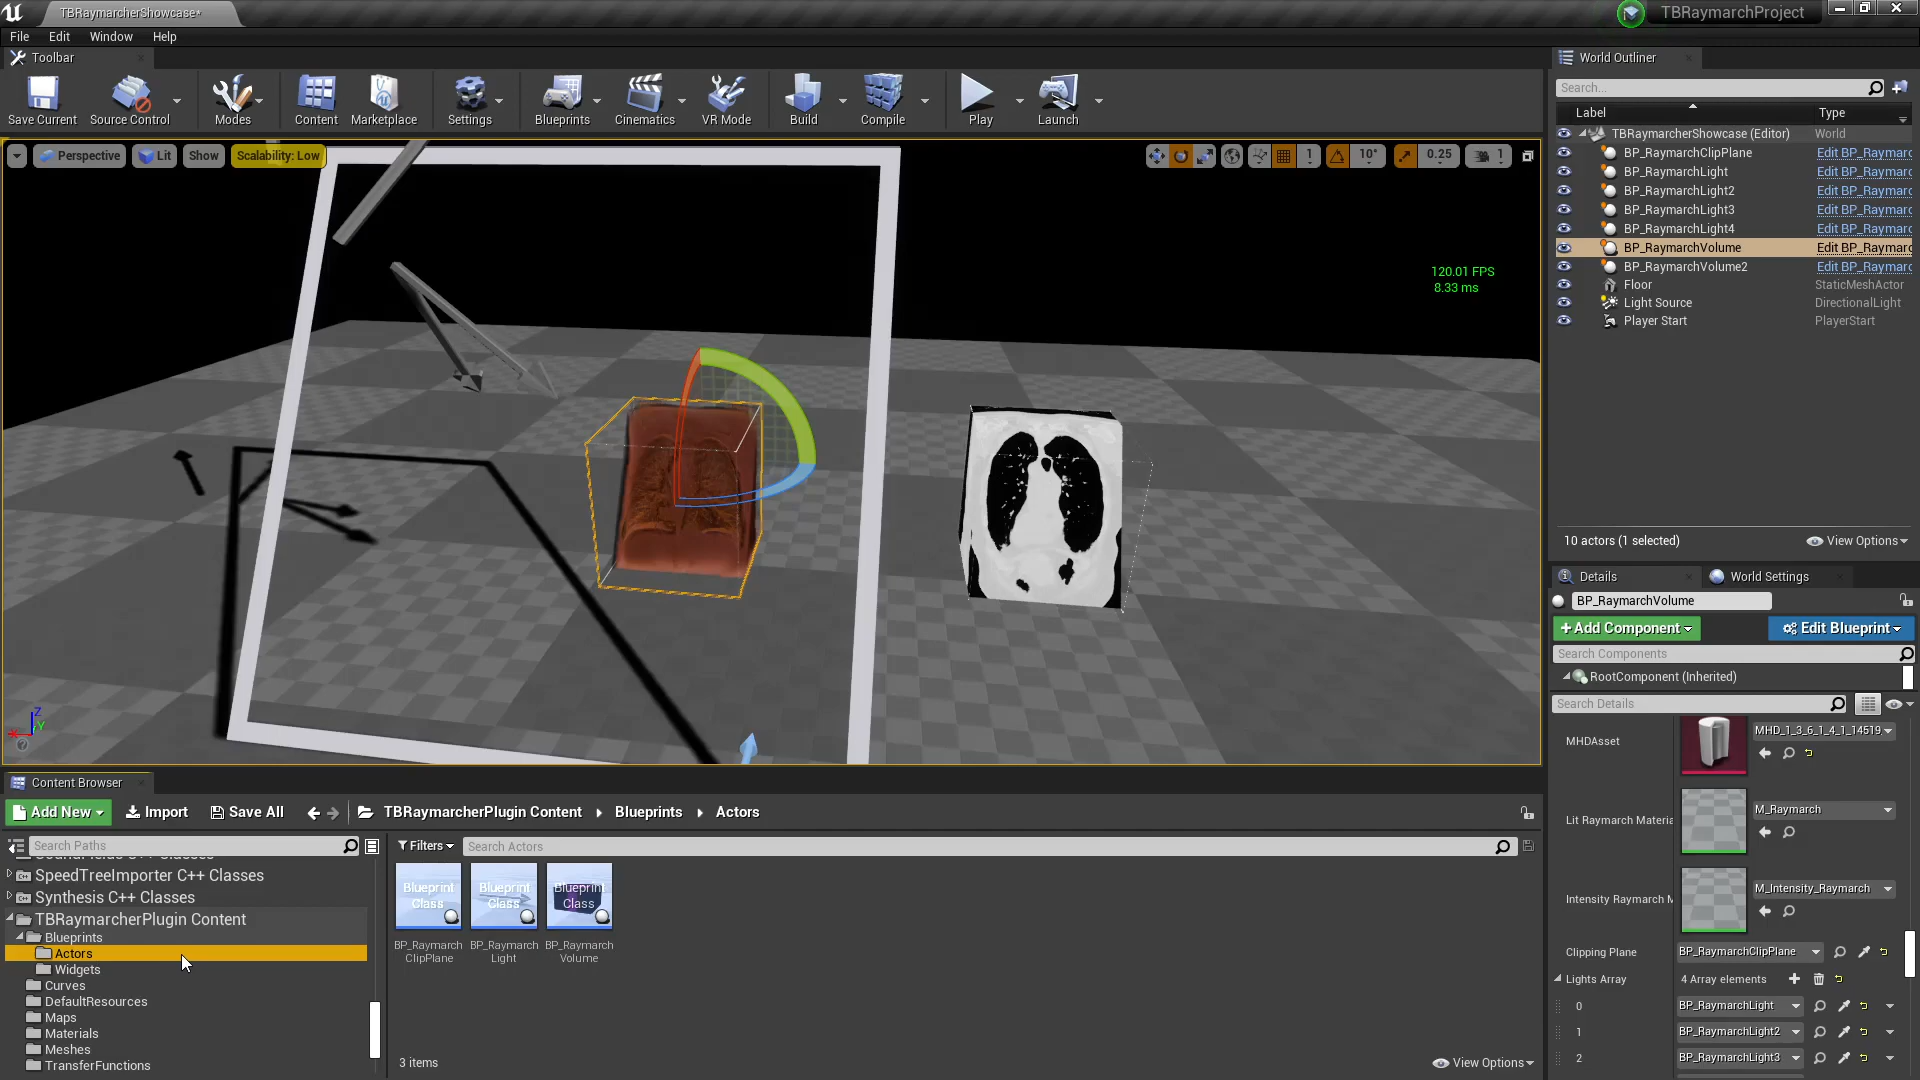 TBRaymarcherShowcase*
TBRaymarchProject
File Edit Window Help
Toolbar
Save Current
Source Control
Modes
Content
Marketplace
Settings
Blueprints
Cinematics
VR Mode
Build
Compile
Play
Launch
Perspective
Lit
Show
Scalability: Low
1
10°
0.25
1
120.01 FPS
8.33 ms
World Outliner
Search...
Label Type
TBRaymarcherShowcase (Editor) World
BP_RaymarchClipPlane Edit BP_Raymarc
BP_RaymarchLight Edit BP_Raymarc
BP_RaymarchLight2 Edit BP_Raymarc
BP_RaymarchLight3 Edit BP_Raymarc
BP_RaymarchLight4 Edit BP_Raymarc
BP_RaymarchVolume Edit BP_Raymarc
BP_RaymarchVolume2 Edit BP_Raymarc
Floor StaticMeshActor
Light Source DirectionalLight
Player Start PlayerStart
10 actors (1 selected)
View Options
Details
World Settings
BP_RaymarchVolume
+Add Component
Edit Blueprint
Search Components
RootComponent (Inherited)
Search Details
MHDAsset
MHD_1_3_6_1_4_1_14519
Lit Raymarch Materia
M_Raymarch
Intensity Raymarch M
M_Intensity_Raymarch
Clipping Plane
BP_RaymarchClipPlane
Lights Array
4 Array elements
0 BP_RaymarchLight
1 BP_RaymarchLight2
2 BP_RaymarchLight3
Z
Y
X
Content Browser
Add New
Import
Save All
TBRaymarcherPlugin Content
Blueprints
Actors
Search Paths
Filters
Search Actors
SoundFields C++ Classes
SpeedTreeImporter C++ Classes
Synthesis C++ Classes
TBRaymarcherPlugin Content
Blueprints
Actors
Widgets
Curves
DefaultResources
Maps
Materials
Meshes
TransferFunctions
Blueprint
Class
Blueprint
Class
Blueprint
Class
BP_Raymarch
ClipPlane
BP_Raymarch
Light
BP_Raymarch
Volume
3 items
View Options